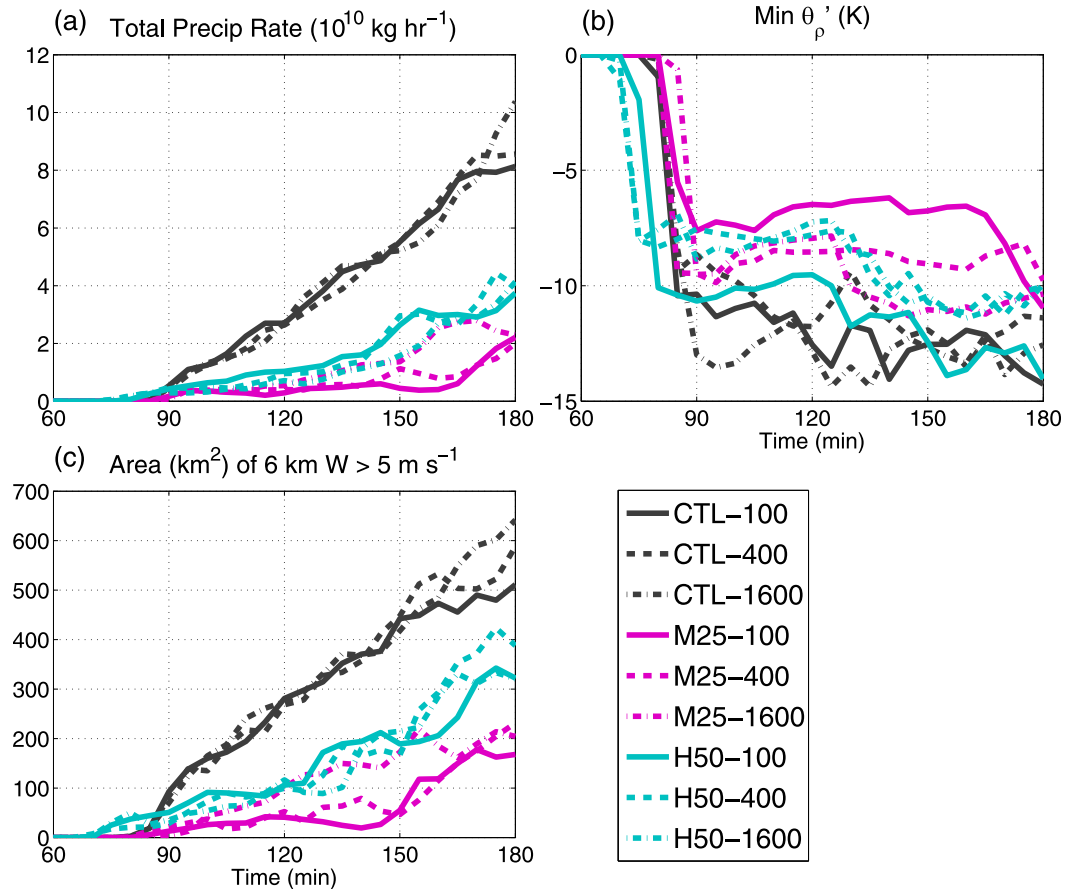 (a) Total Precip Rate (10¹⁰ kg hr⁻¹)
12
10
8
6
4
2
0
60 90 120 150 180
(b) Min θρ’ (K)
0
−5
−10
−15
60 90 120 150 180
Time (min)
(c) Area (km²) of 6 km W > 5 m s⁻¹
700
600
500
400
300
200
100
0
60 90 120 150 180
Time (min)
CTL−100
CTL−400
CTL−1600
M25−100
M25−400
M25−1600
H50−100
H50−400
H50−1600